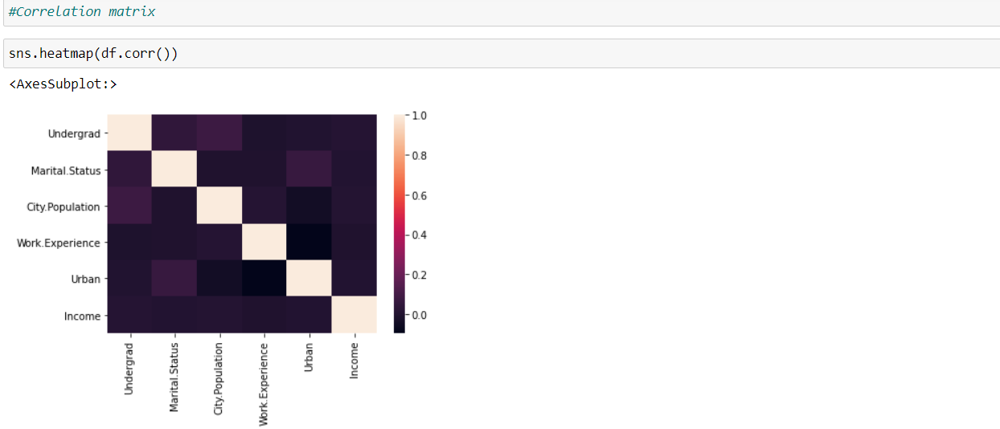 #Correlation matrix
sns.heatmap(df.corr())
<AxesSubplot:>
Undergrad
Marital.Status
City.Population
Work.Experience
Urban
Income
1.0
0.8
0.6
0.4
0.2
0.0
Undergrad
Marital.Status
City.Population
Work.Experience
Urban
Income